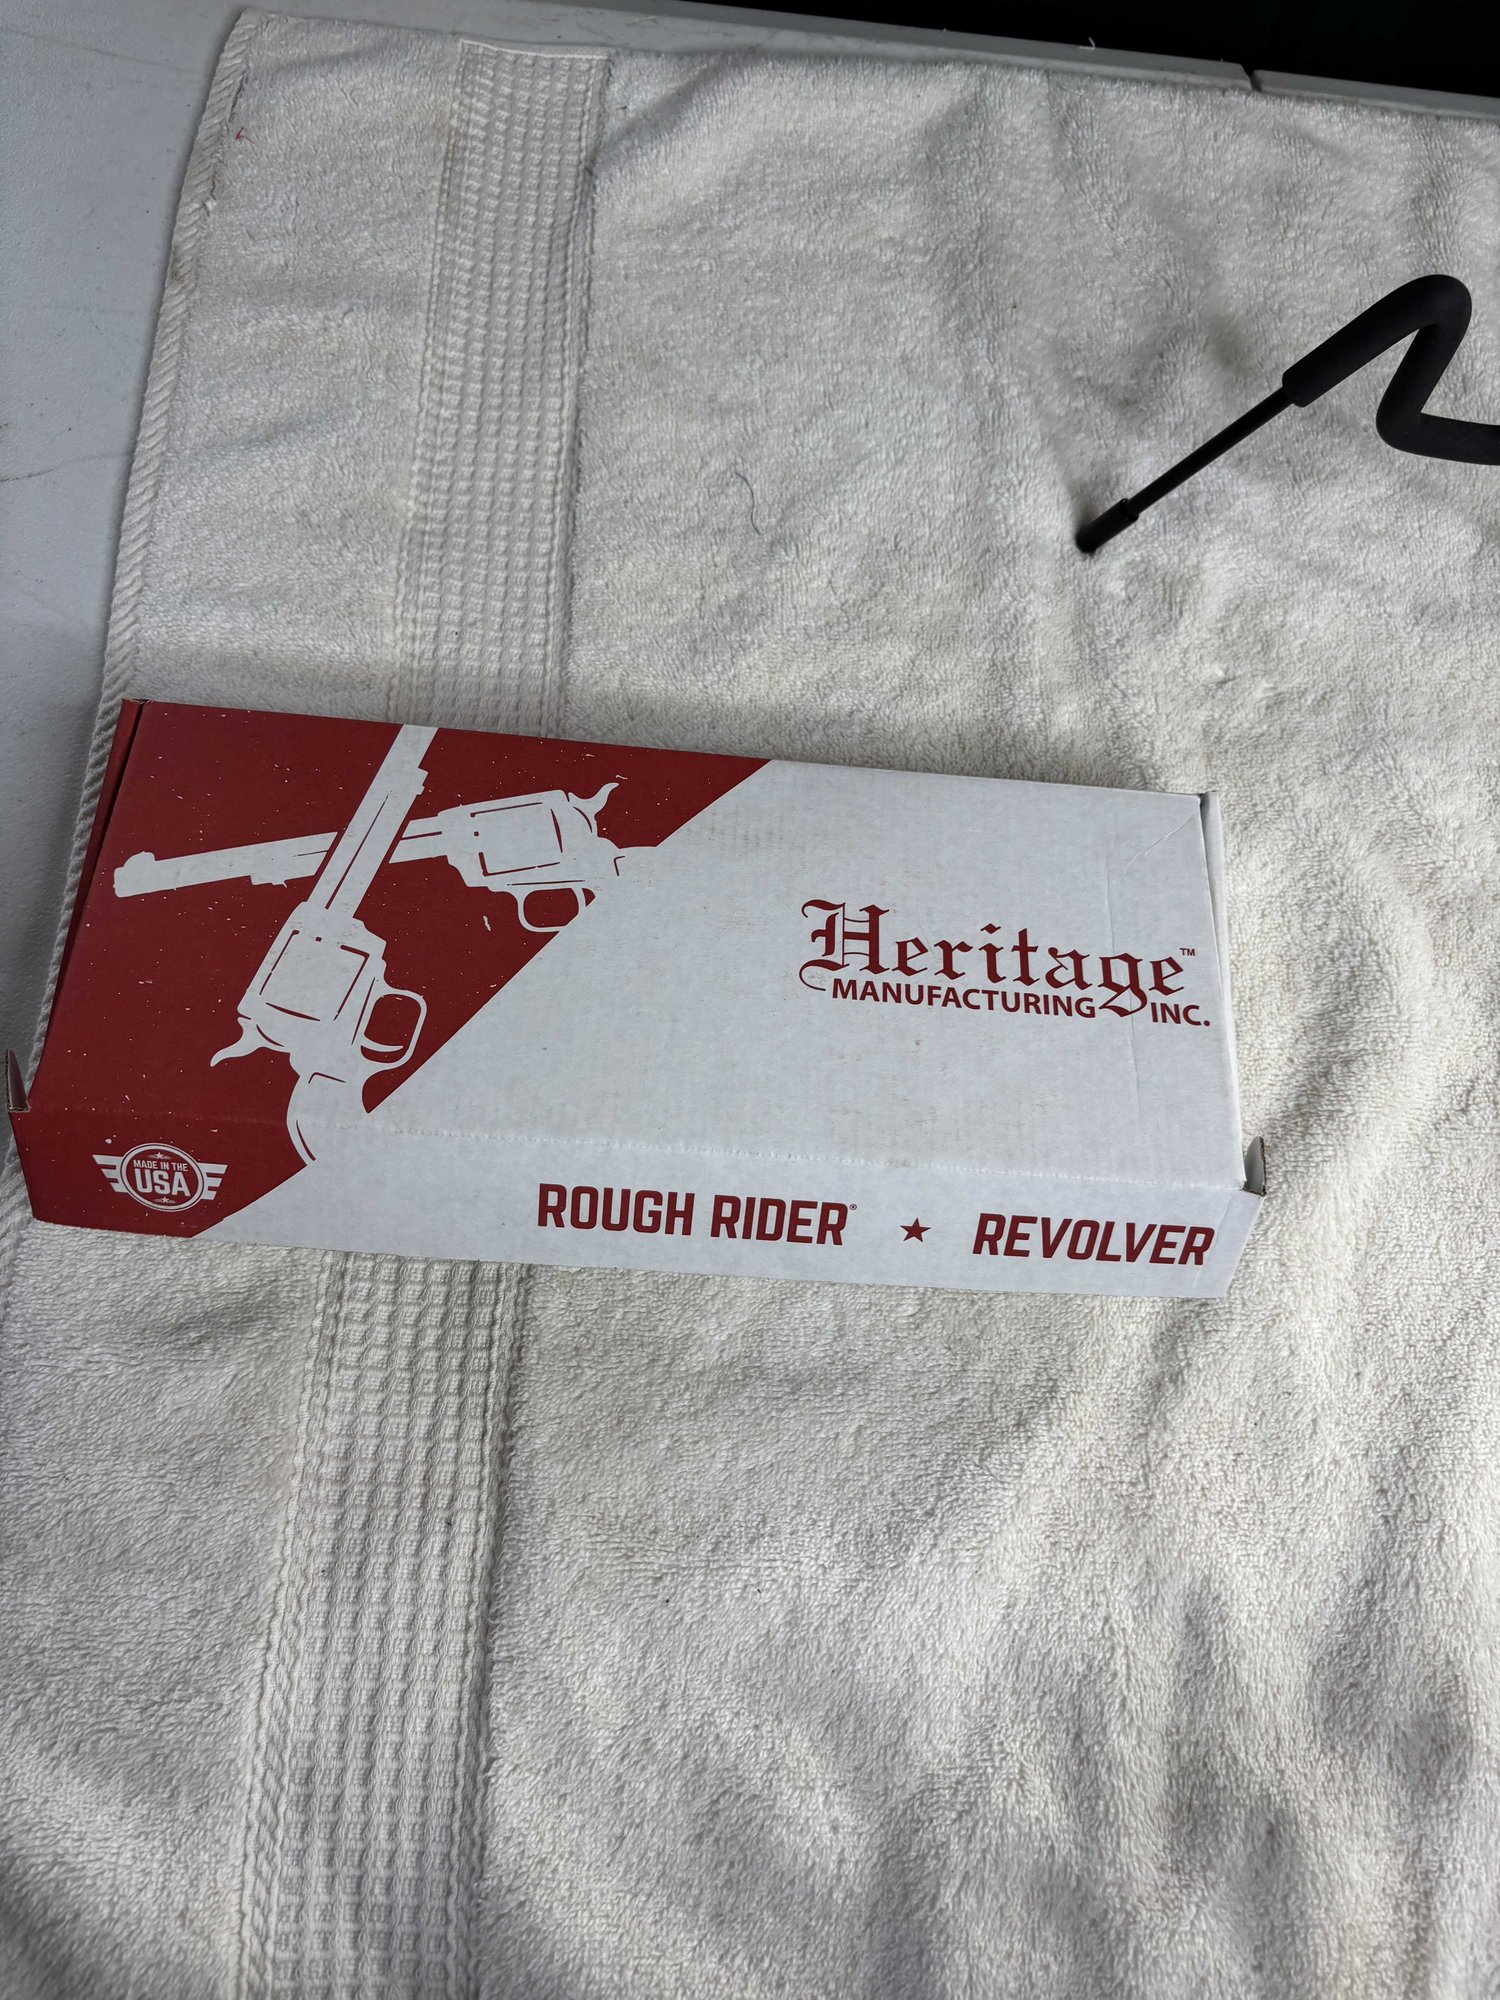 Heritage™
MANUFACTURING INC.
MADE IN THE
USA
ROUGH RIDER® ★ REVOLVER